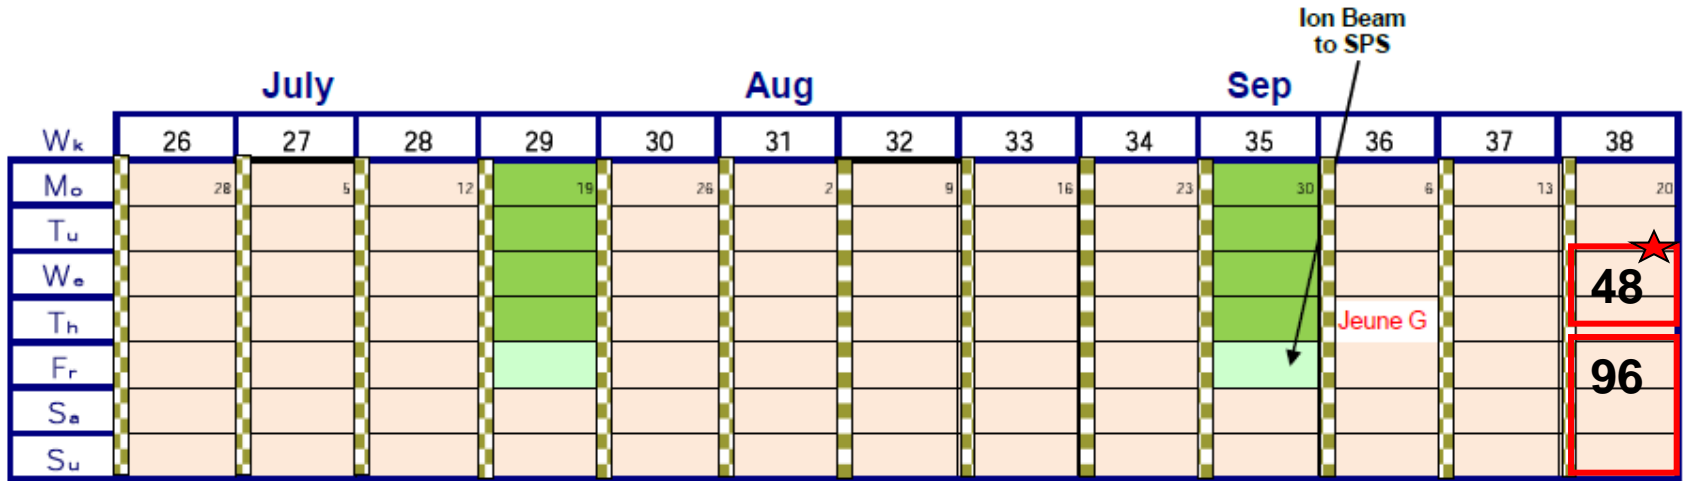 Ion Beam
to SPS
July Aug Sep
Wk 26 27 28 29 30 31 32 33 34 35 36 37 38
Mo 28 5 12 19 26 2 9 16 23 30 6 13 20
Tu
We 48
Th Jeune G
Fr 96
Sa
Su